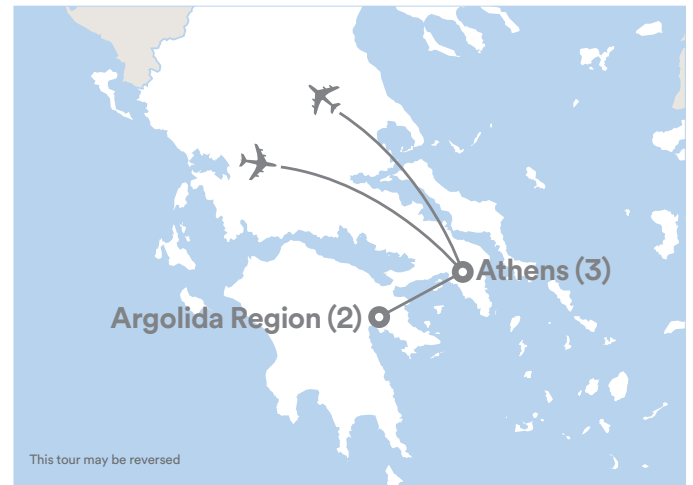 Athens (3)
Argolida Region (2)
This tour may be reversed